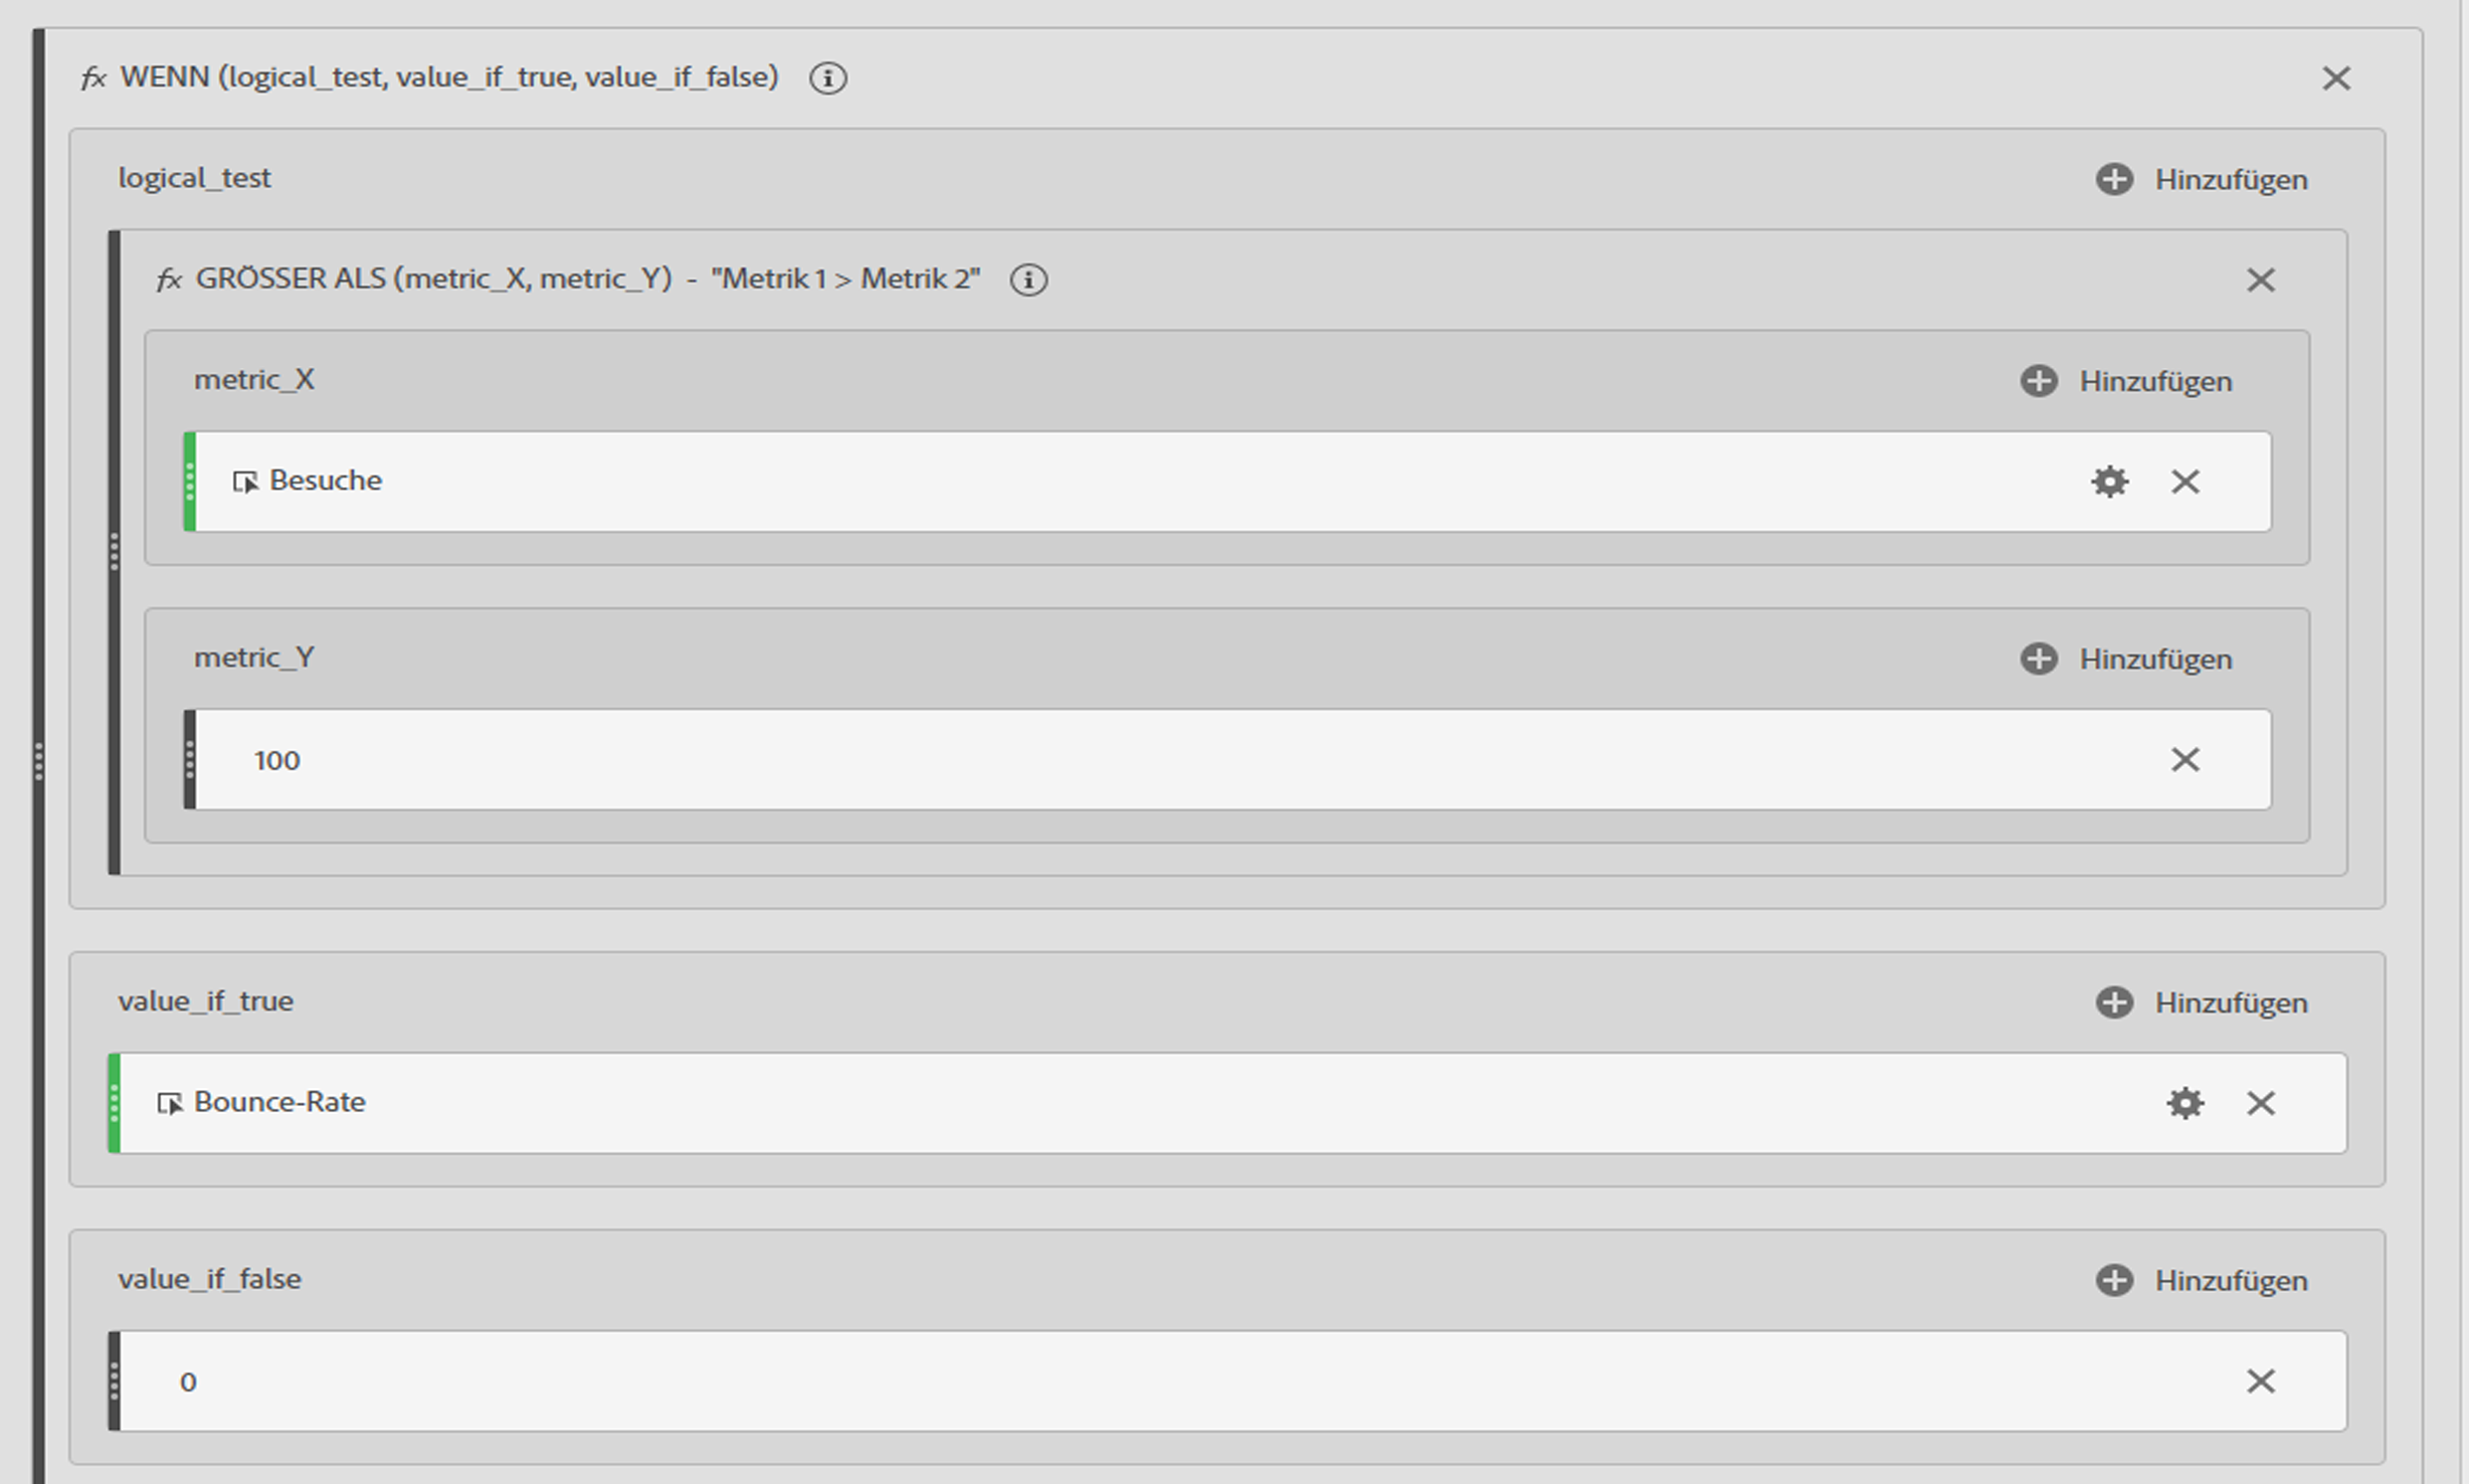 fx WENN (logical_test, value_if_true, value_if_false)
logical_test Hinzufügen
fx GRÖSSER ALS (metric_X, metric_Y) - "Metrik 1 > Metrik 2"
metric_X Hinzufügen
Besuche
metric_Y Hinzufügen
100
value_if_true Hinzufügen
Bounce-Rate
value_if_false Hinzufügen
0